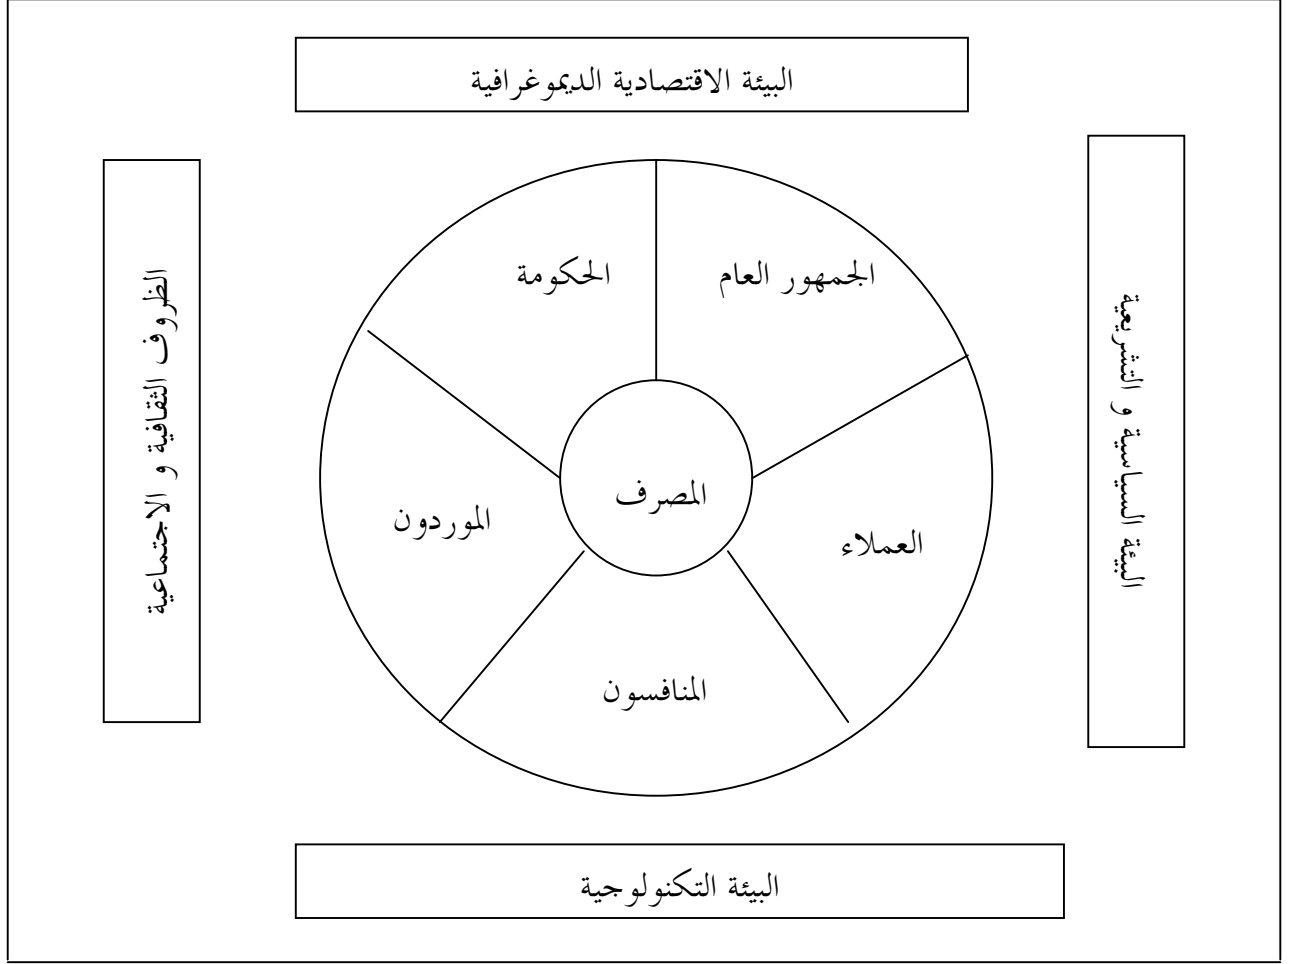 البيئة الاقتصادية الديموغرافية
الجمهور العام
الحكومة
البيئة السياسية و التشريعية
الظروف الثقافية و الاجتماعية
المصرف
العملاء
الموردون
المنافسون
البيئة التكنولوجية